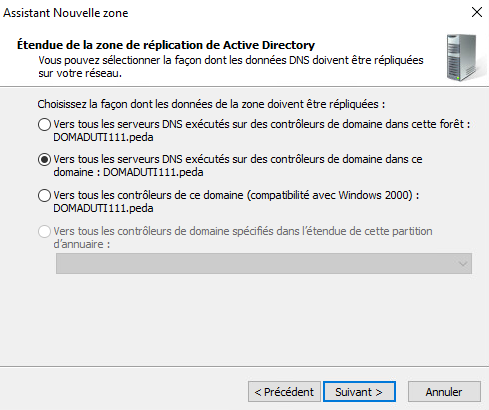 Assistant Nouvelle zone
Étendue de la zone de réplication de Active Directory
Vous pouvez sélectionner la façon dont les données DNS doivent être répliquées
sur votre réseau.
Choisissez la façon dont les données de la zone doivent être répliquées :
Vers tous les serveurs DNS exécutés sur des contrôleurs de domaine dans cette forêt :
DOMADUTI111.peda
Vers tous les serveurs DNS exécutés sur des contrôleurs de domaine dans ce
domaine : DOMADUTI111.peda
Vers tous les contrôleurs de ce domaine (compatibilité avec Windows 2000) :
DOMADUTI111.peda
Vers tous les contrôleurs de domaine spécifiés dans l'étendue de cette partition
d'annuaire :
< Précédent Suivant > Annuler